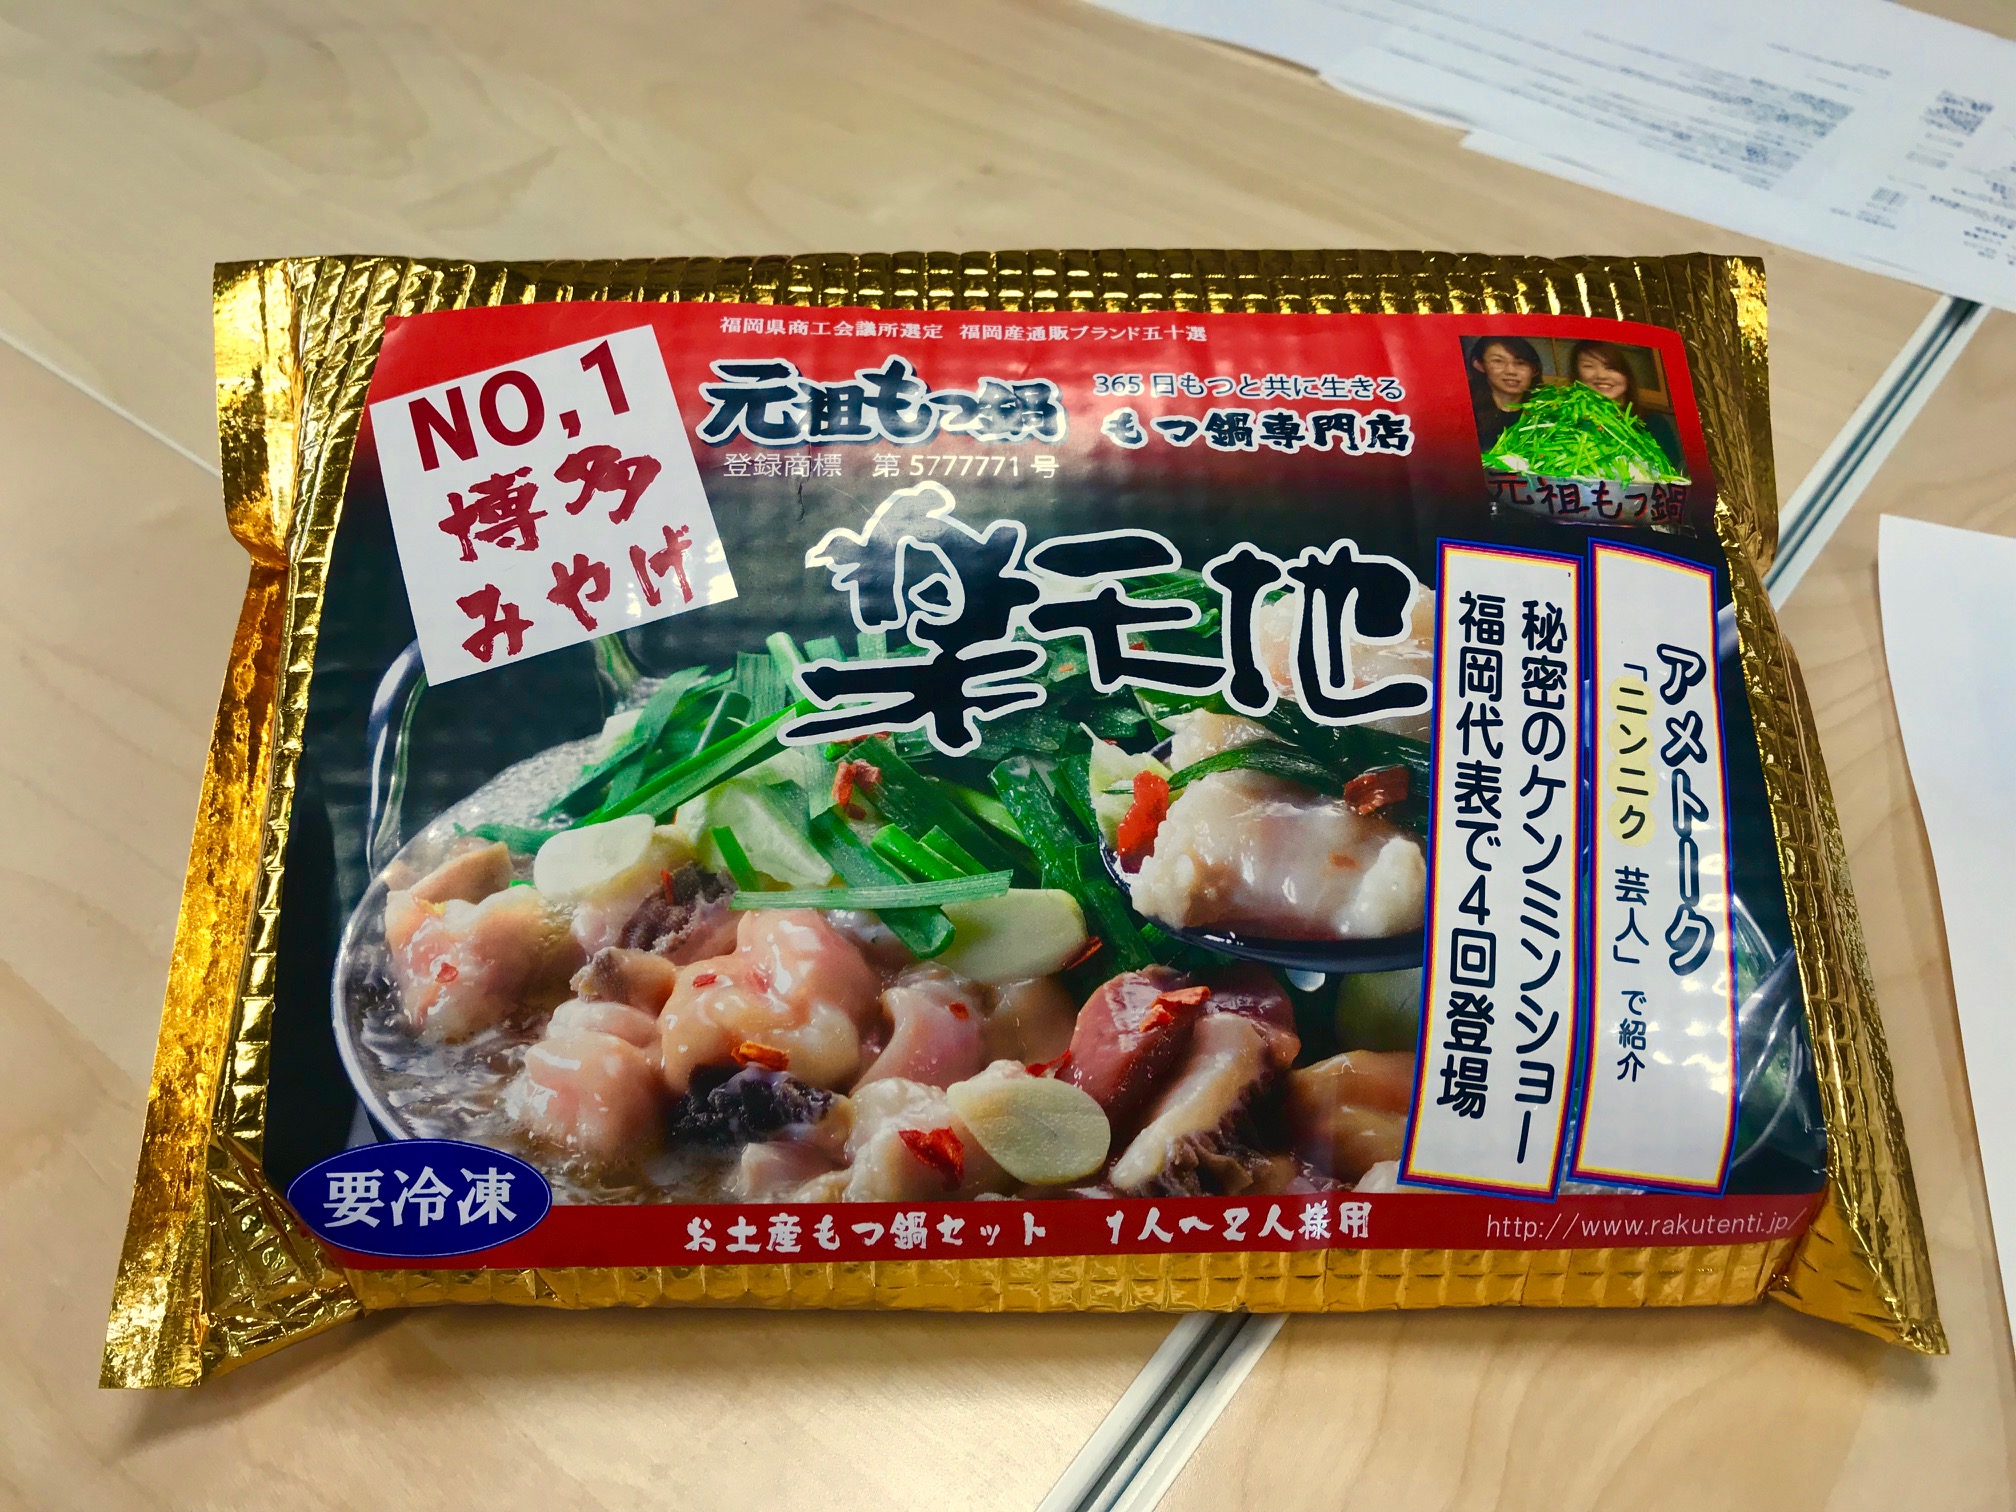 福岡県商工会議所選定 福岡産通販ブランド五十選
NO,1
博多
みやげ
元祖もつ鍋
登録商標 第5777771号
365日もつと共に生きる
もつ鍋専門店
元祖もつ鍋
楽天地
アメトーク
「ニンニク芸人」で紹介
秘密のケンミンショー
福岡代表で4回登場
要冷凍
お土産もつ鍋セット 1人〜2人様用
http://www.rakutenti.jp/